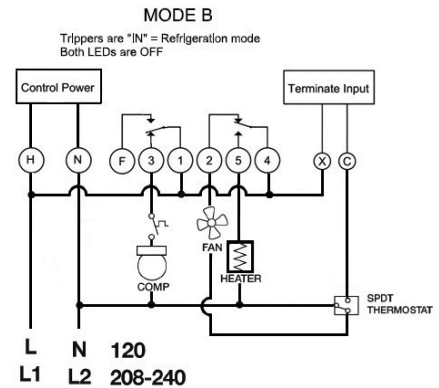 MODE B
Trippers are "IN" = Refrigeration mode
Both LEDs are OFF
Control Power
Terminate Input
H N F 3 1 2 5 4 X C
FAN
COMP
HEATER
SPDT
THERMOSTAT
L N 120
L1 L2 208-240